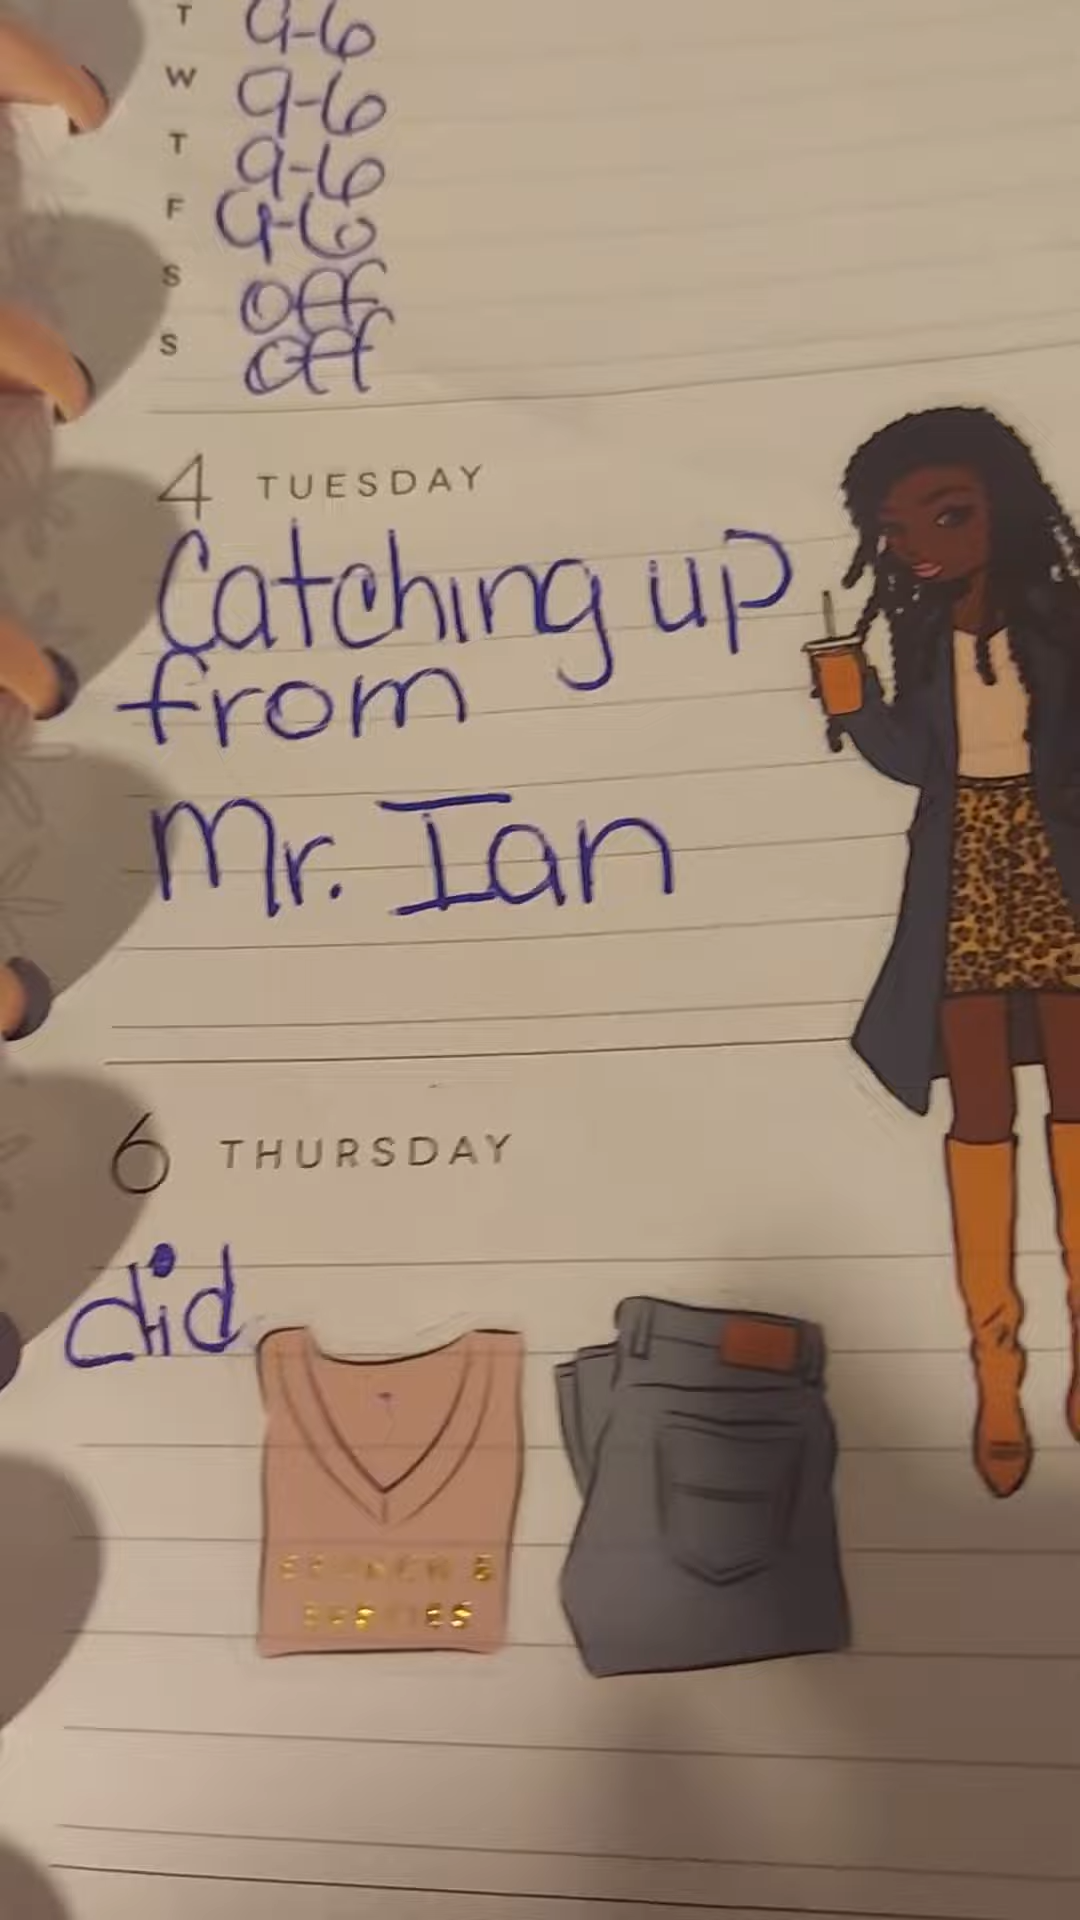 T 9-6
W 9-6
T 9-6
F 9-6
S off
S off
4 TUESDAY
Catching up
from
Mr. Ian
6 THURSDAY
did